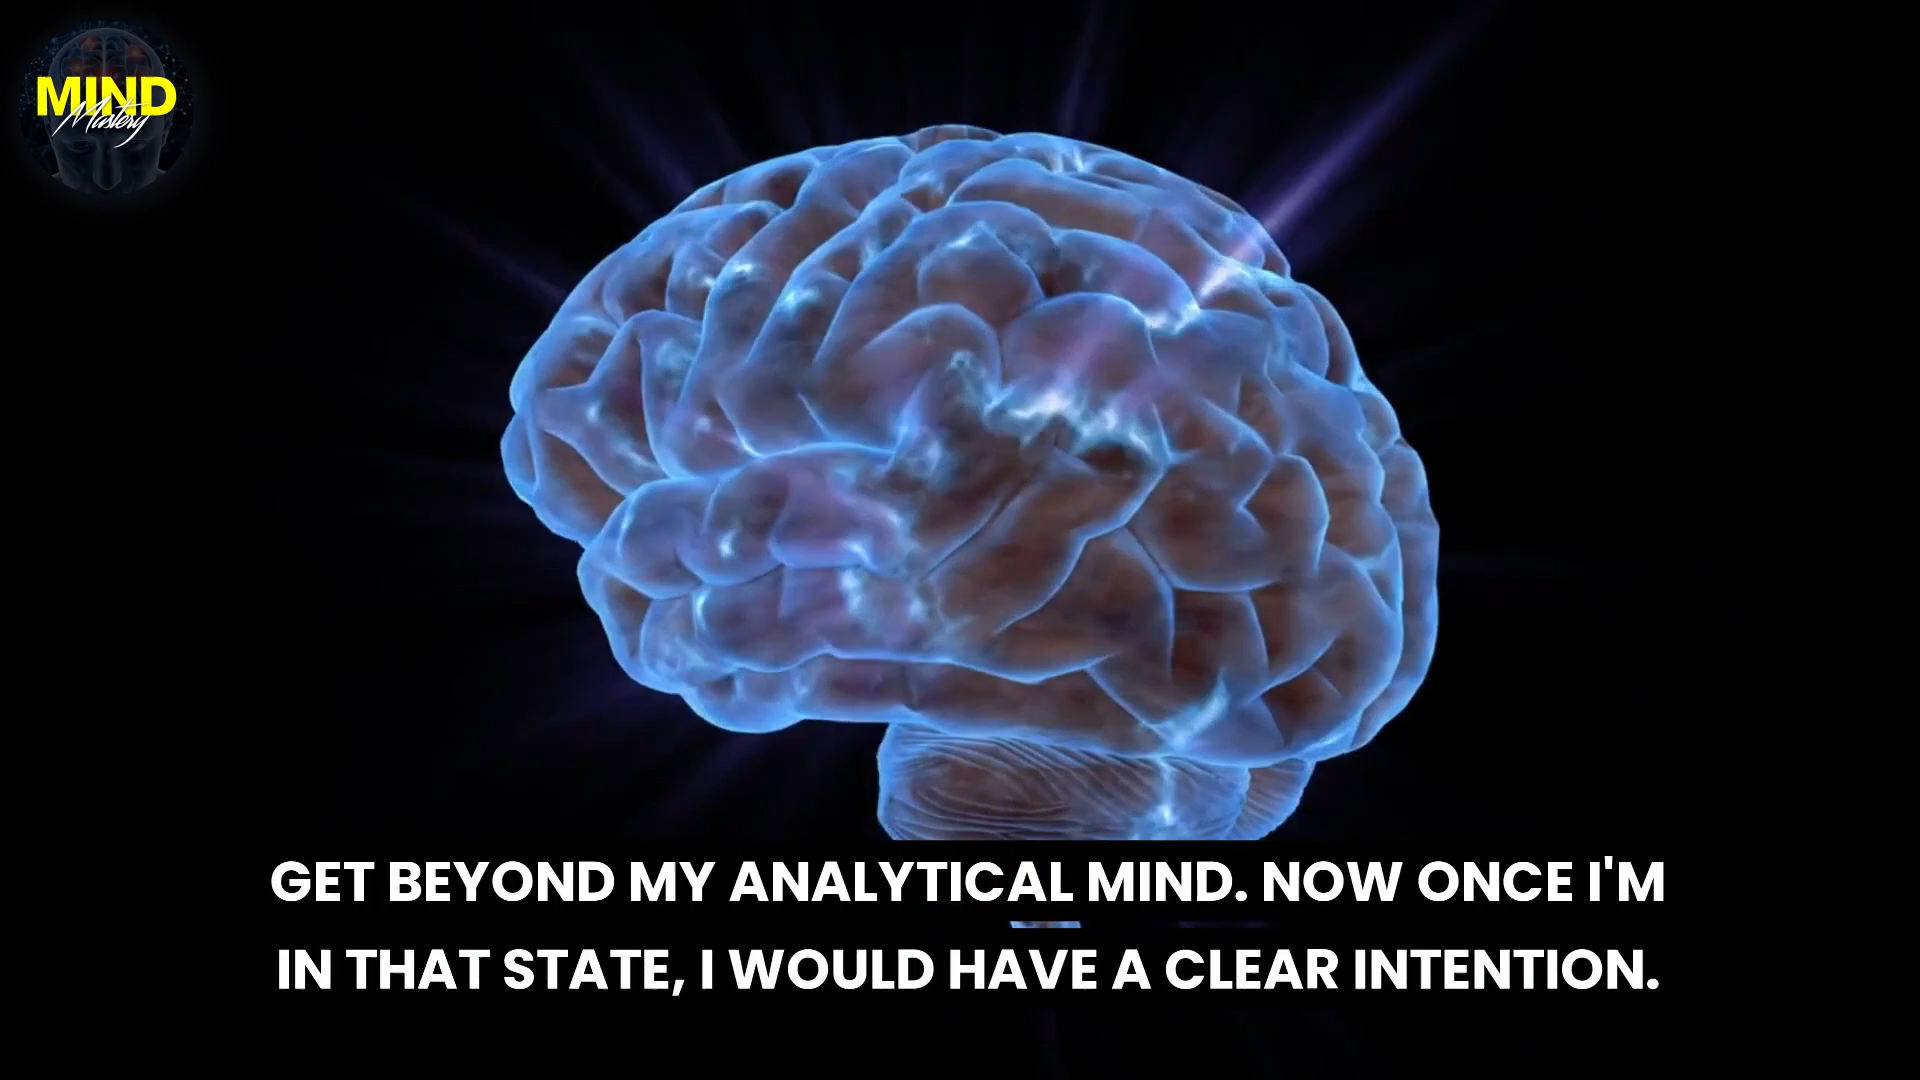 MIND
Mastery
GET BEYOND MY ANALYTICAL MIND. NOW ONCE I'M
IN THAT STATE, I WOULD HAVE A CLEAR INTENTION.